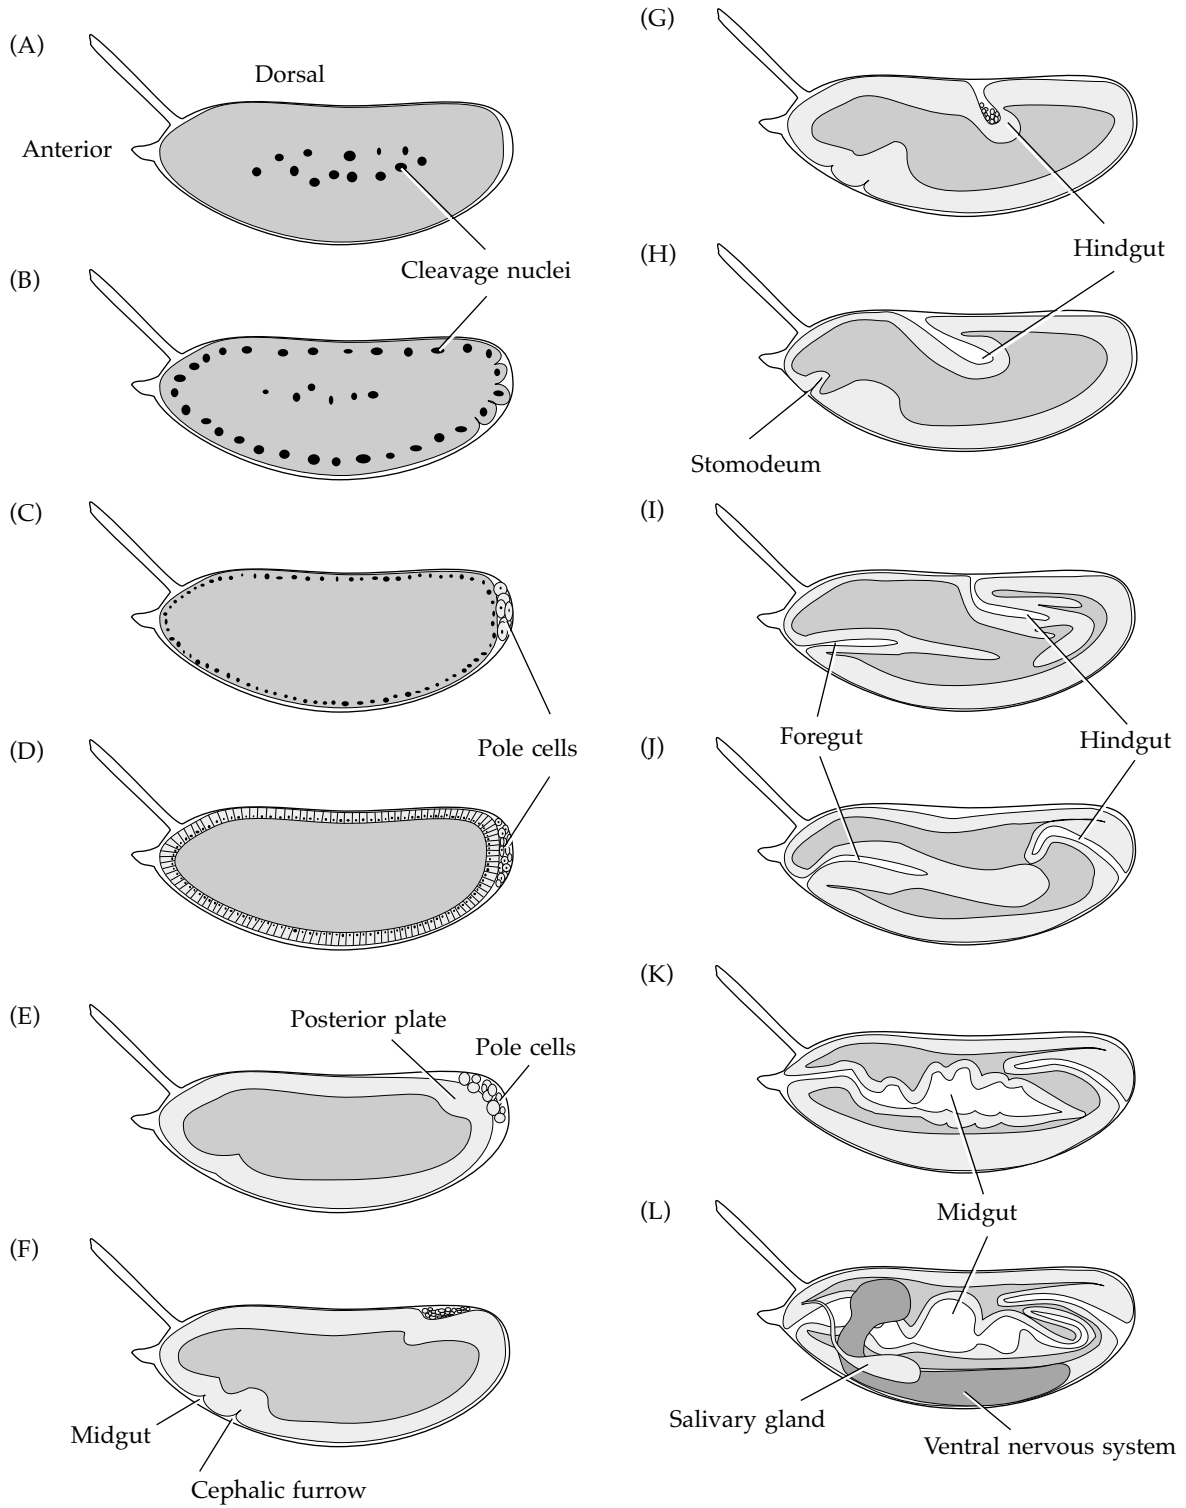 (A)
Dorsal
Anterior
Cleavage nuclei
(B)
(C)
Pole cells
(D)
(E)
Posterior plate
Pole cells
(F)
Midgut
Cephalic furrow
(G)
Hindgut
(H)
Stomodeum
(I)
Foregut
Hindgut
(J)
(K)
Midgut
(L)
Salivary gland
Ventral nervous system